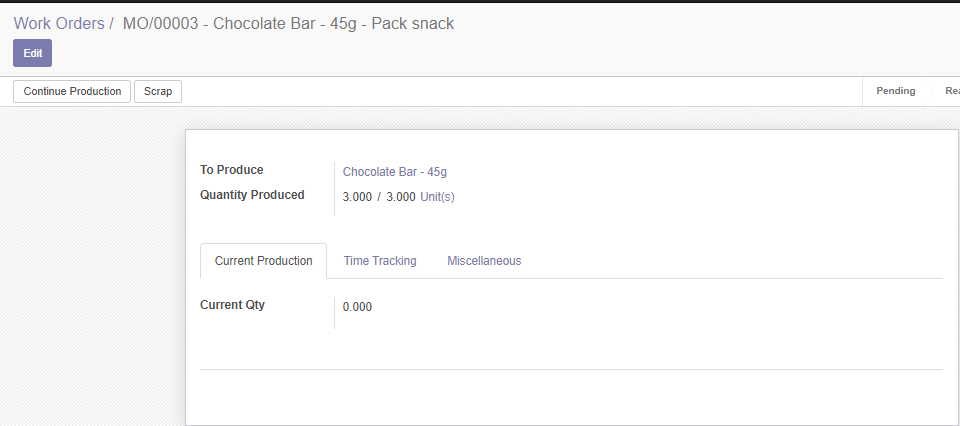 Work Orders / MO/00003 - Chocolate Bar - 45g - Pack snack
Edit
Continue Production Scrap Pending
To Produce Chocolate Bar - 45g
Quantity Produced 3.000 / 3.000 Unit(s)
Current Production Time Tracking Miscellaneous
Current Qty 0.000